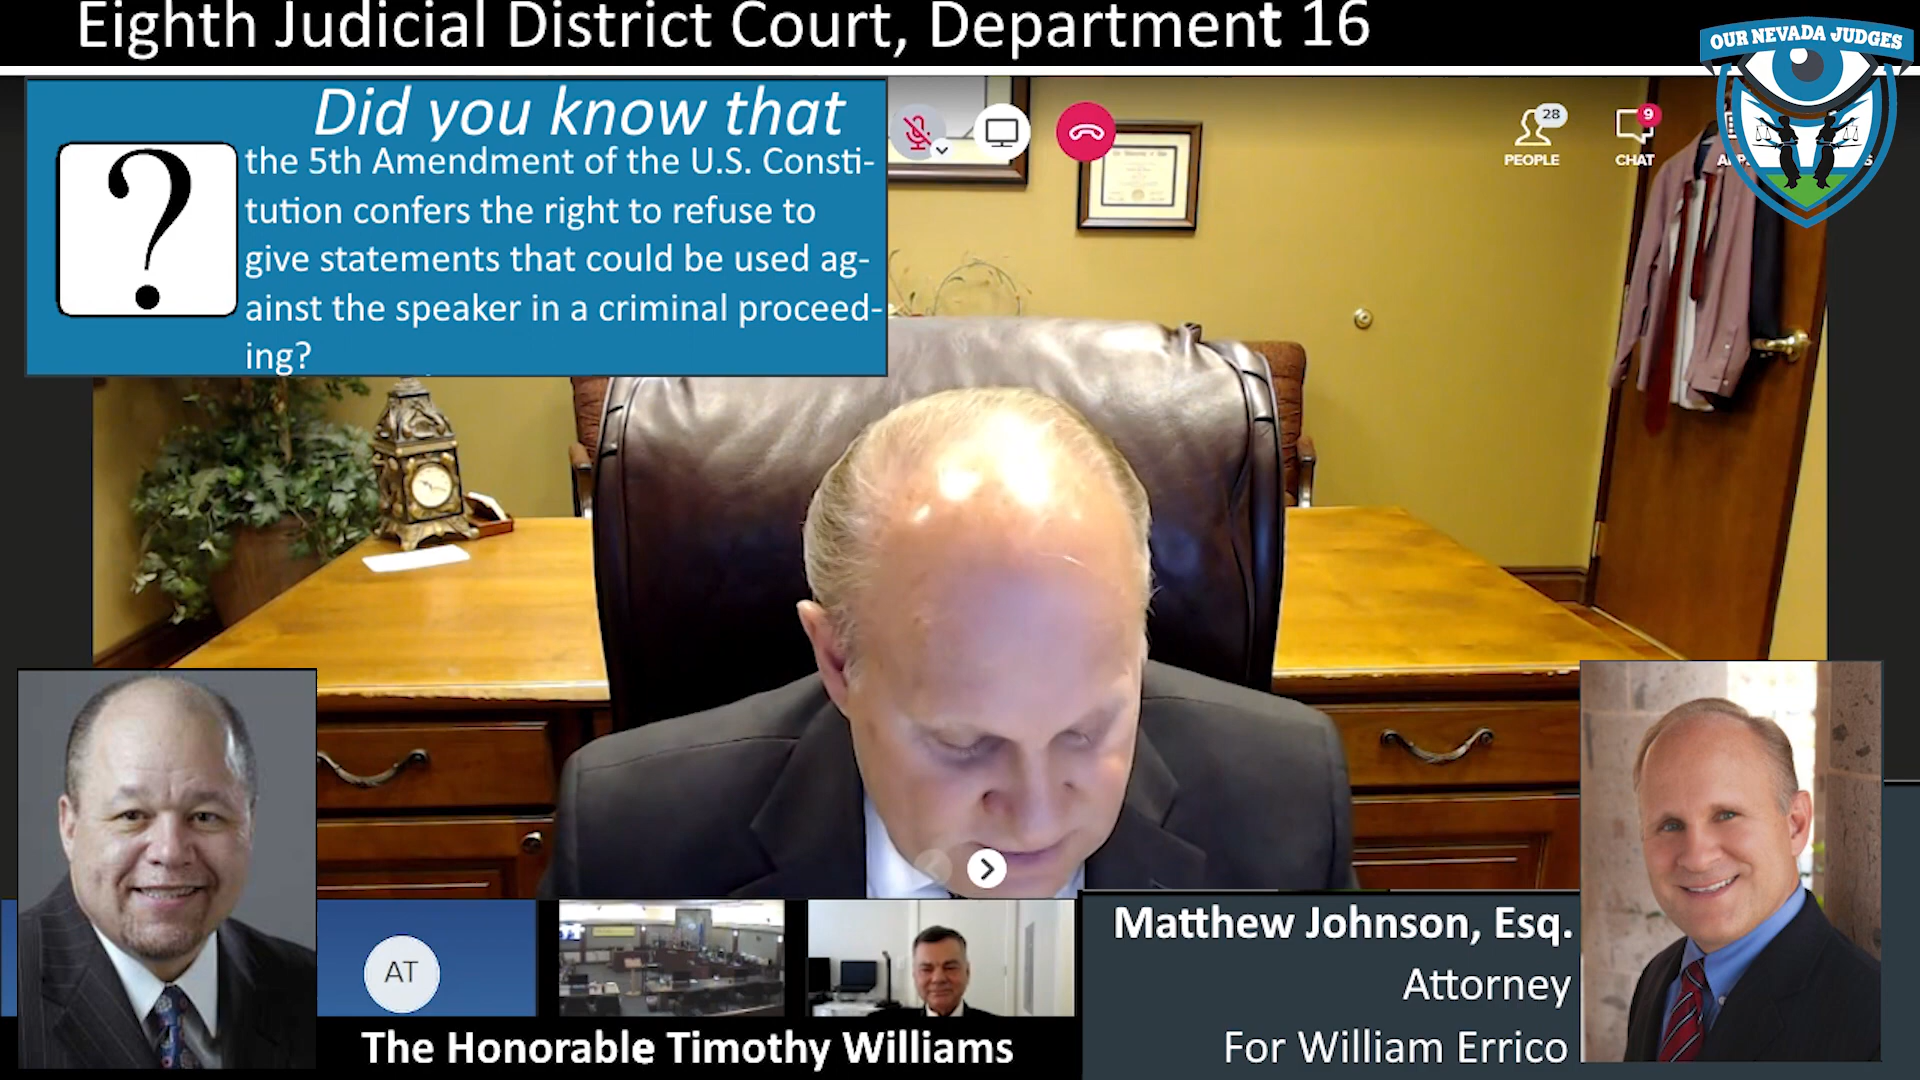 Eighth Judicial District Court, Department 16
OUR NEVADA JUDGES
Did you know that
the 5th Amendment of the U.S. Consti-
tution confers the right to refuse to
give statements that could be used ag-
ainst the speaker in a criminal proceed-
ing?
?
28
PEOPLE
9
CHAT
AT
The Honorable Timothy Williams
Matthew Johnson, Esq.
Attorney
For William Errico